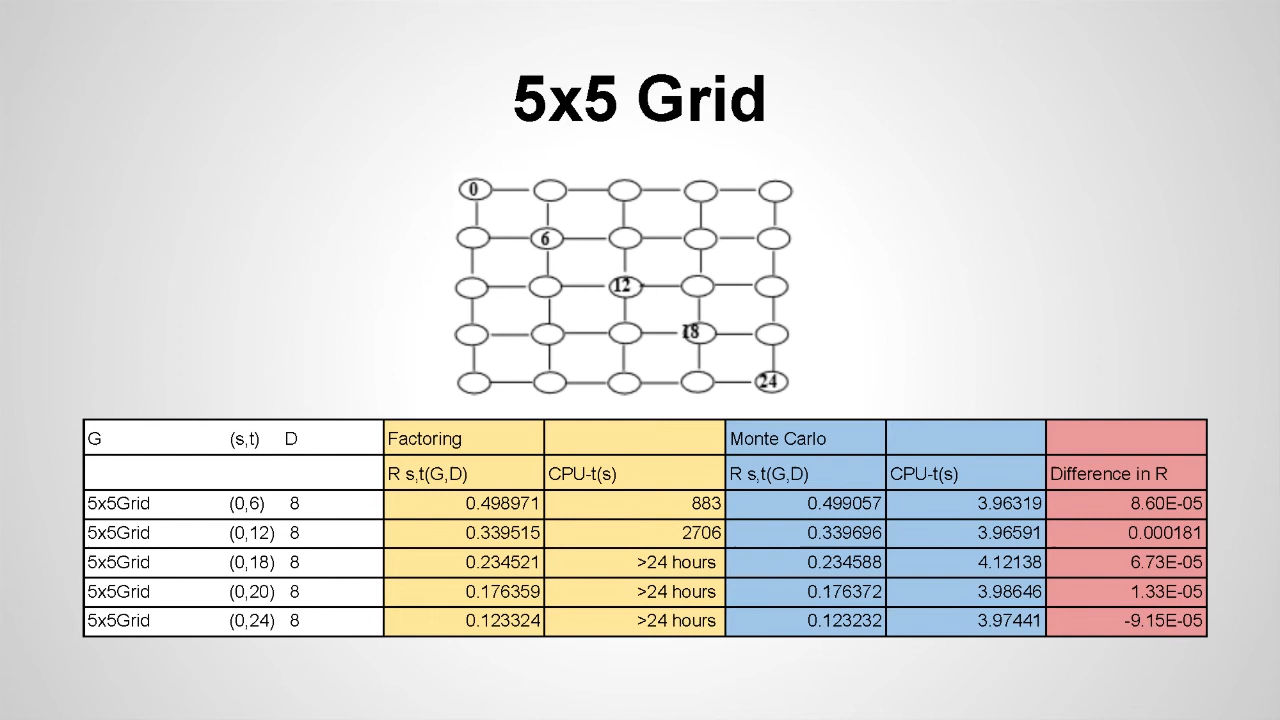 5x5 Grid
0
6
12
18
24
G (s,t) D Factoring Monte Carlo
R s,t(G,D) CPU-t(s) R s,t(G,D) CPU-t(s) Difference in R
5x5Grid (0,6) 8 0.498971 883 0.499057 3.96319 8.60E-05
5x5Grid (0,12) 8 0.339515 2706 0.339696 3.96591 0.000181
5x5Grid (0,18) 8 0.234521 >24 hours 0.234588 4.12138 6.73E-05
5x5Grid (0,20) 8 0.176359 >24 hours 0.176372 3.98646 1.33E-05
5x5Grid (0,24) 8 0.123324 >24 hours 0.123232 3.97441 -9.15E-05